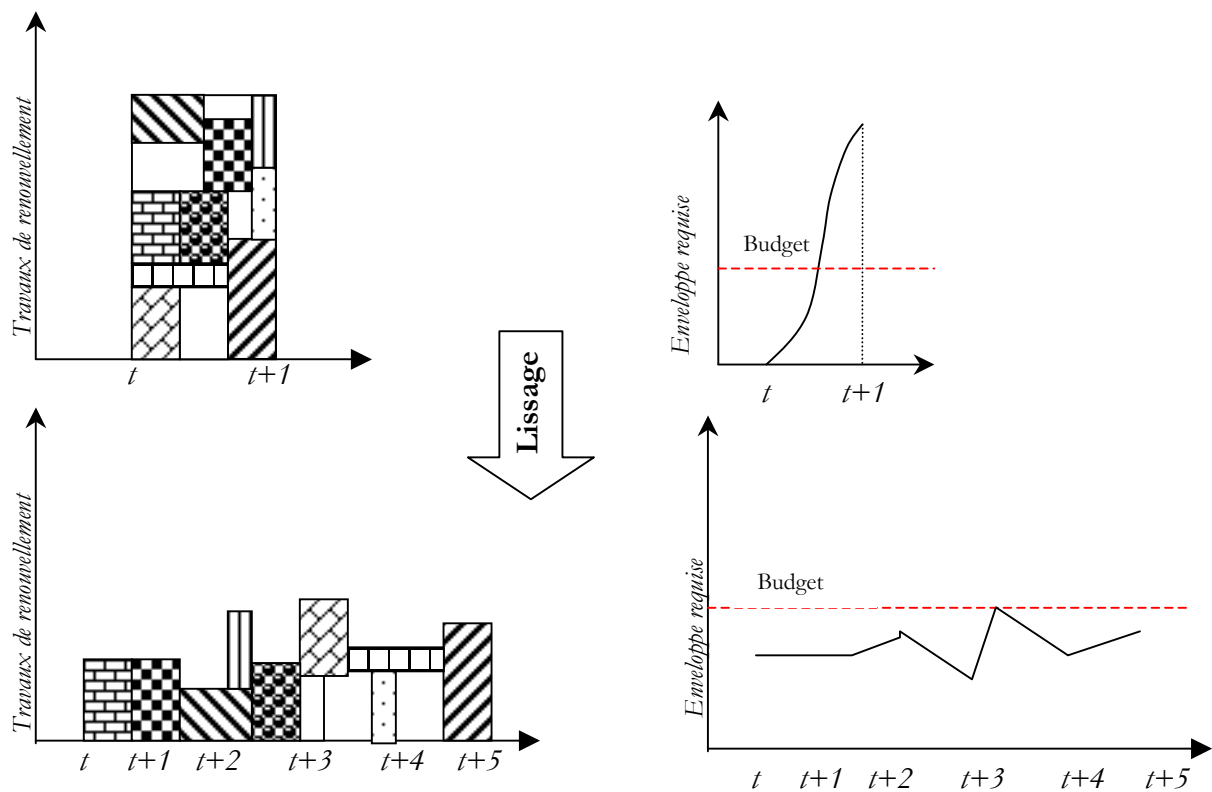 Travaux de renouvellement
t
t+1
Enveloppe requise
Budget
t
t+1
Lissage
Travaux de renouvellement
t
t+1
t+2
t+3
t+4
t+5
Enveloppe requise
Budget
t
t+1
t+2
t+3
t+4
t+5